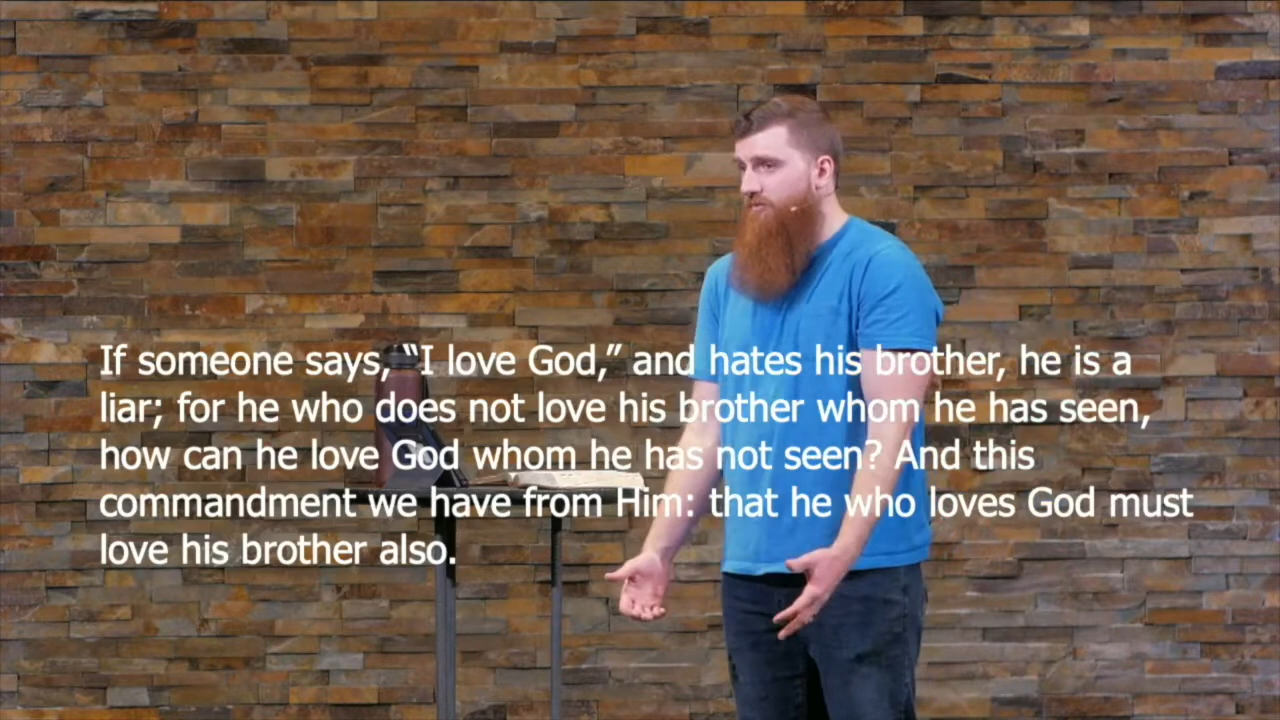 If someone says, “I love God,” and hates his brother, he is a
liar; for he who does not love his brother whom he has seen,
how can he love God whom he has not seen? And this
commandment we have from Him: that he who loves God must
love his brother also.